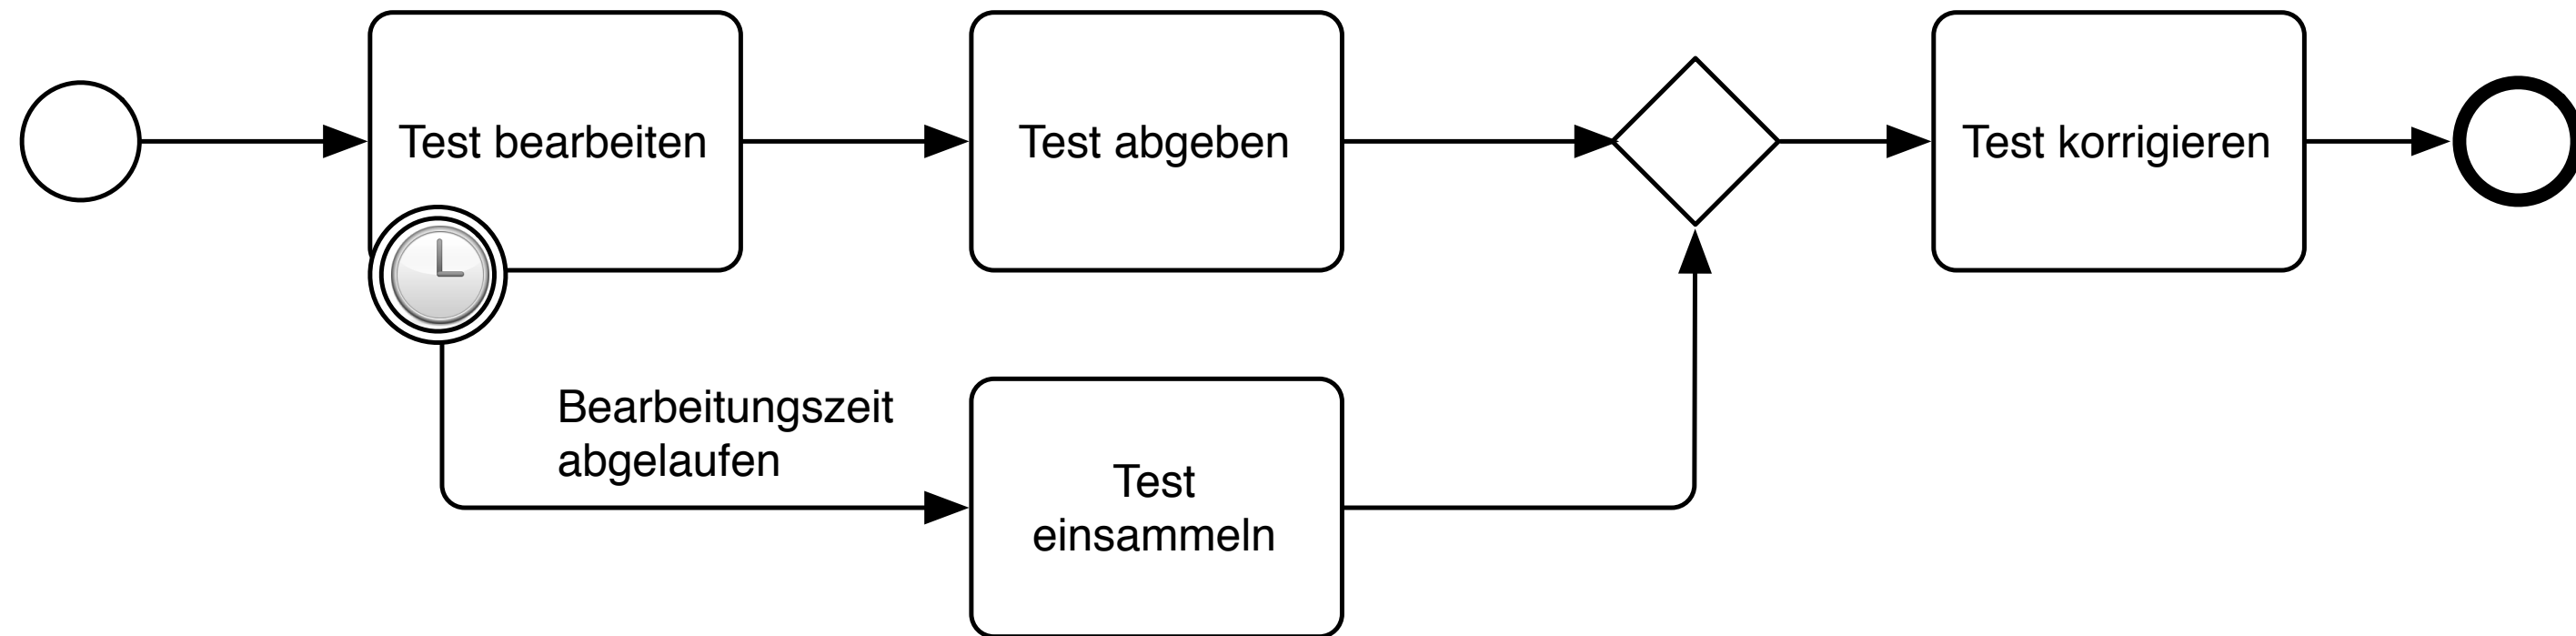 Test bearbeiten
Test abgeben
Test korrigieren
Bearbeitungszeit
abgelaufen
Test
einsammeln